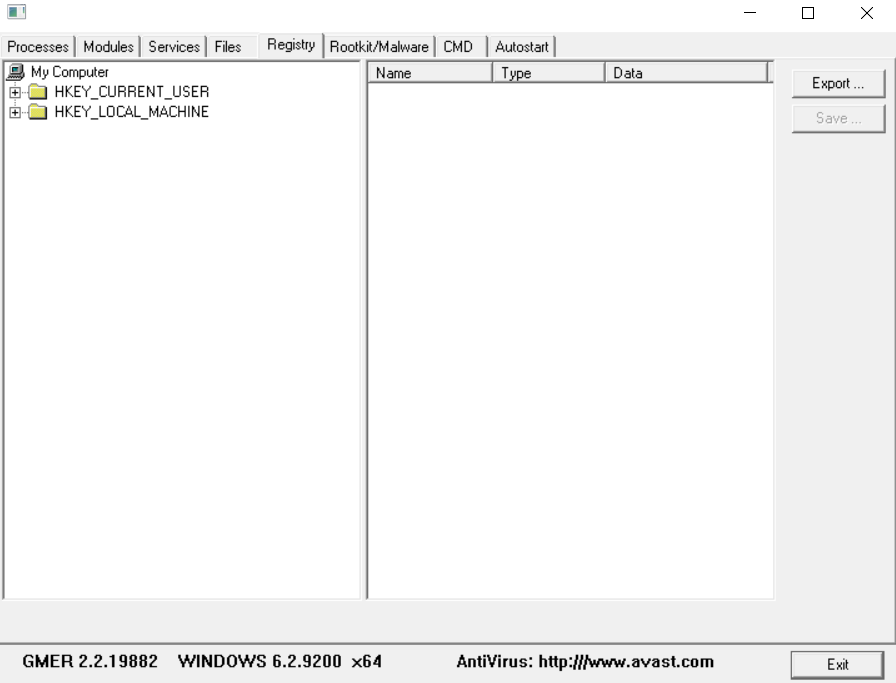 Processes Modules Services Files Registry Rootkit/Malware CMD Autostart
My Computer
HKEY_CURRENT_USER
HKEY_LOCAL_MACHINE
Name Type Data
Export ...
Save ...
GMER 2.2.19882 WINDOWS 6.2.9200 x64 AntiVirus: http:///www.avast.com Exit